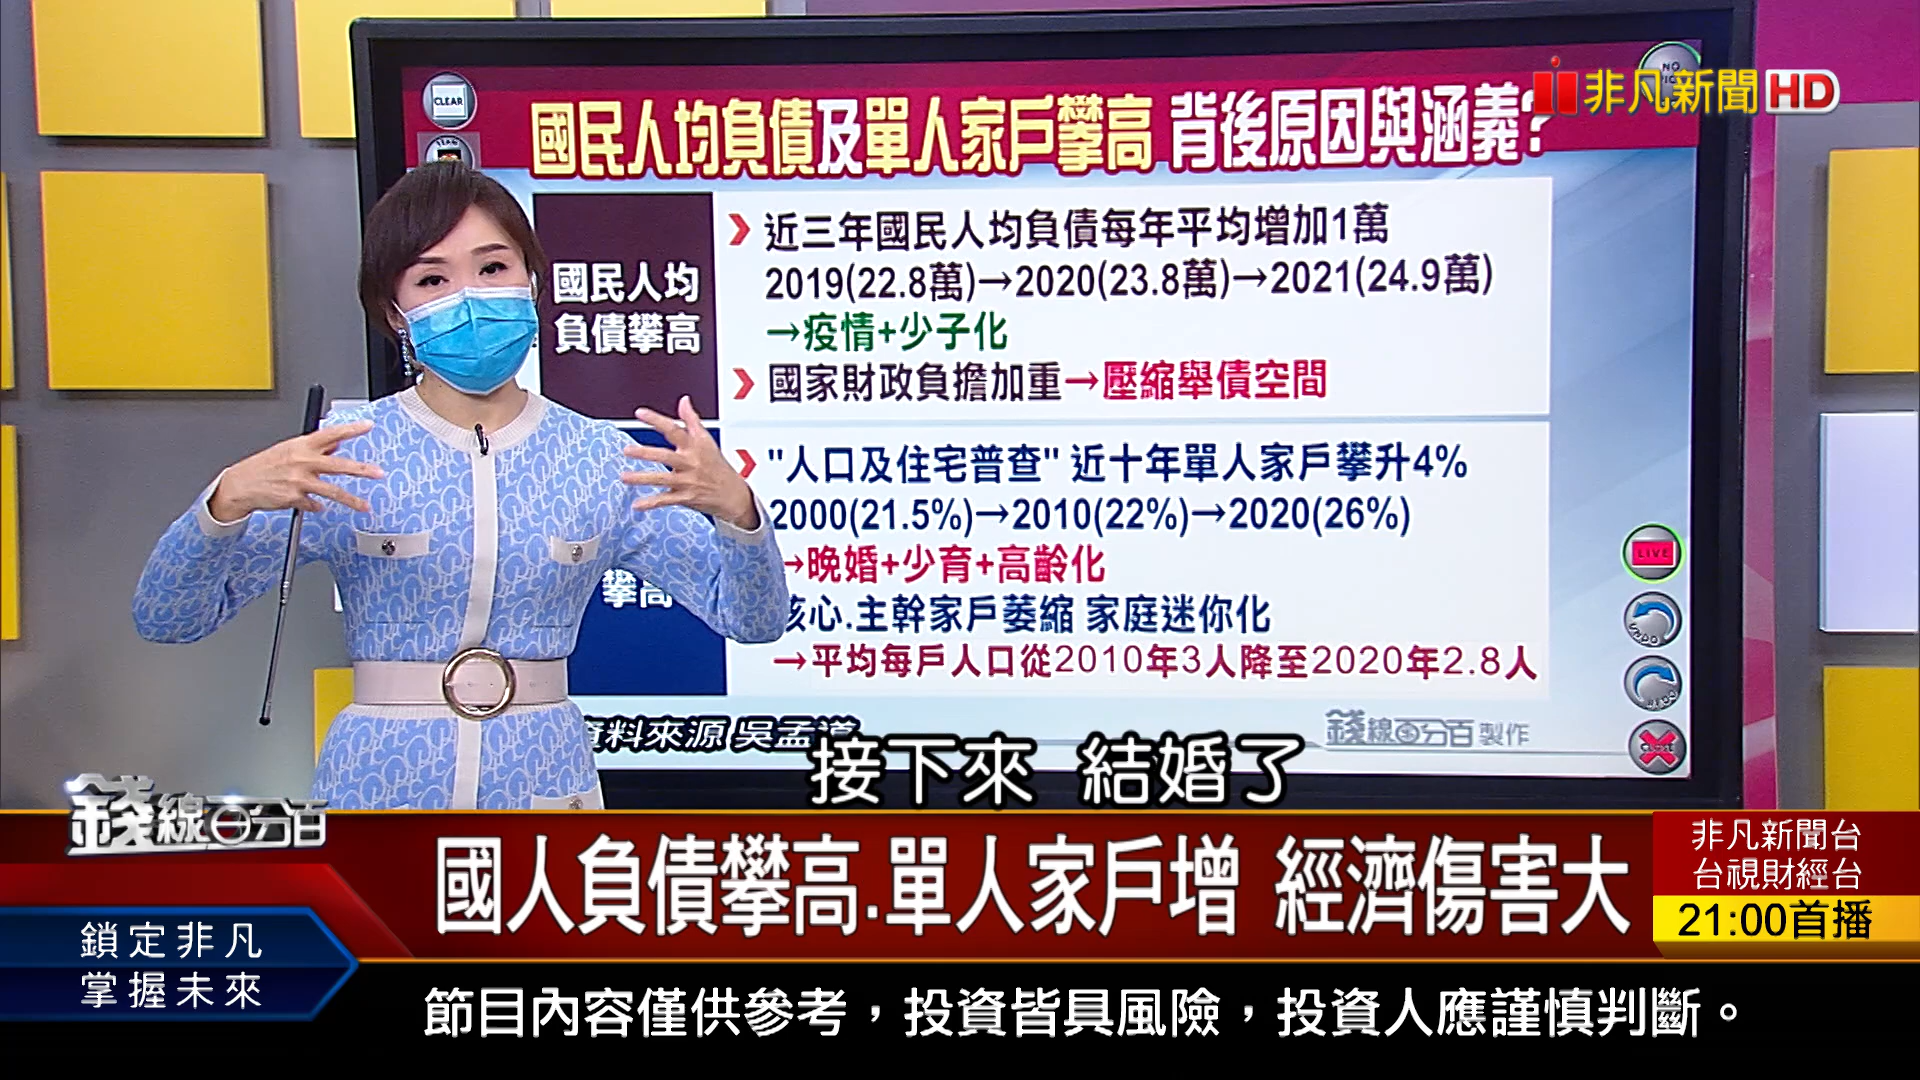 CLEAR
非凡新聞HD
國民人均負債及單人家戶攀高 背後原因與涵義?
國民人均
負債攀高
近三年國民人均負債每年平均增加1萬
2019(22.8萬)→2020(23.8萬)→2021(24.9萬)
→疫情+少子化
國家財政負擔加重→壓縮舉債空間
攀高
"人口及住宅普查" 近十年單人家戶攀升4%
2000(21.5%)→2010(22%)→2020(26%)
→晚婚+少育+高齡化
核心.主幹家戶萎縮 家庭迷你化
→平均每戶人口從2010年3人降至2020年2.8人
LIVE
UNDO
CLOSE
資料來源 吳孟道
錢線百分百 製作
接下來 結婚了
錢線百分百
國人負債攀高.單人家戶增 經濟傷害大
非凡新聞台
台視財經台
21:00首播
鎖定非凡
掌握未來
節目內容僅供參考，投資皆具風險，投資人應謹慎判斷。